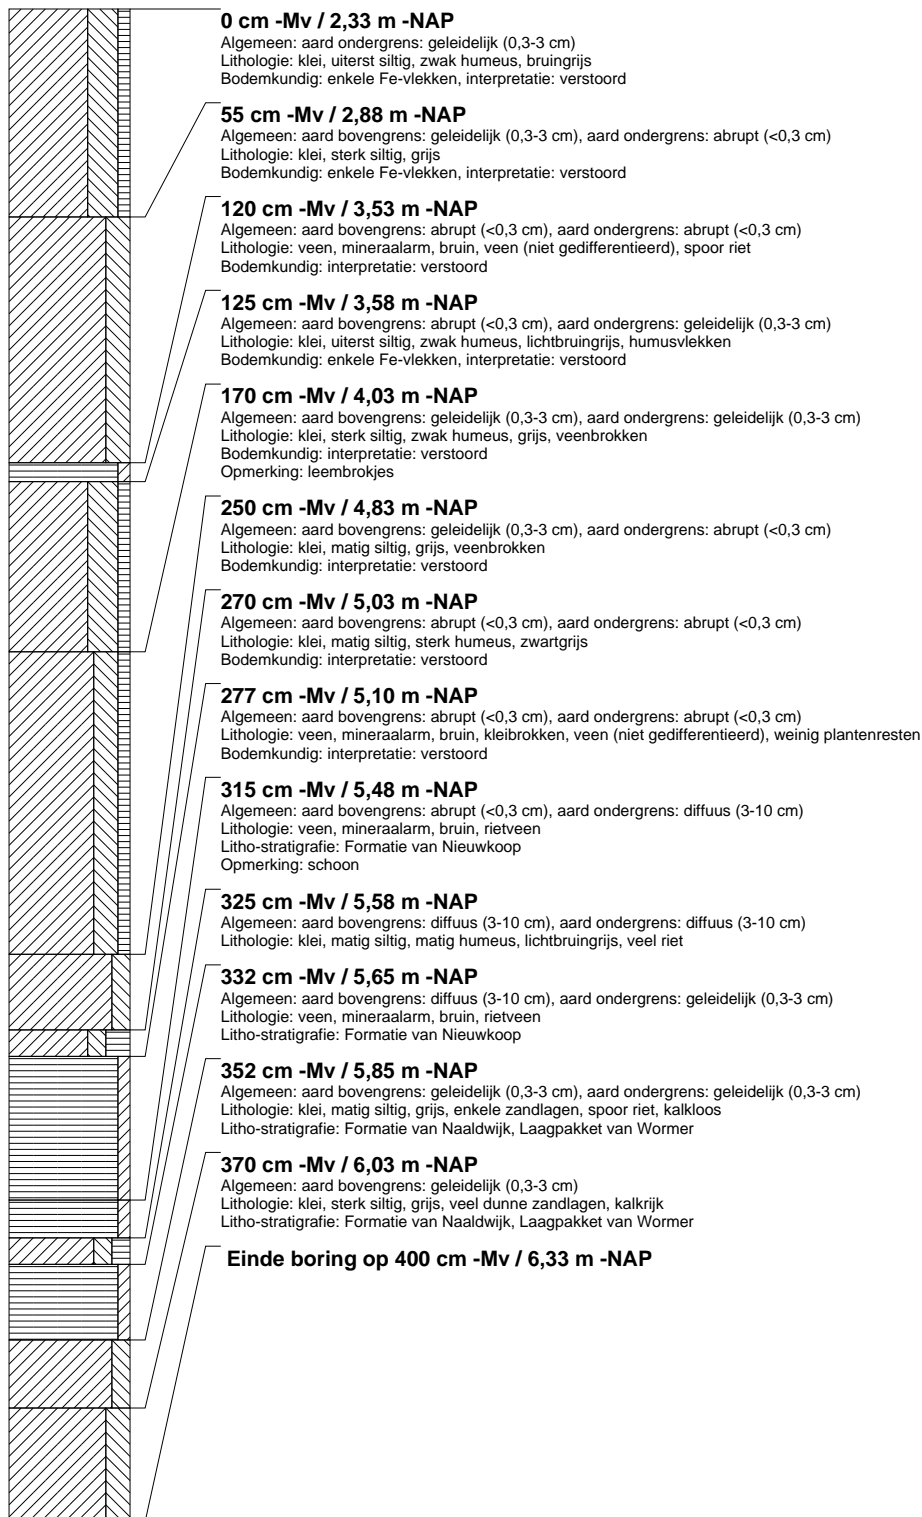 0 cm -Mv / 2,33 m -NAP
Algemeen: aard ondergrens: geleidelijk (0,3-3 cm)
Lithologie: klei, uiterst siltig, zwak humeus, bruingrijs
Bodemkundig: enkele Fe-vlekken, interpretatie: verstoord
55 cm -Mv / 2,88 m -NAP
Algemeen: aard bovengrens: geleidelijk (0,3-3 cm), aard ondergrens: abrupt (<0,3 cm)
Lithologie: klei, sterk siltig, grijs
Bodemkundig: enkele Fe-vlekken, interpretatie: verstoord
120 cm -Mv / 3,53 m -NAP
Algemeen: aard bovengrens: abrupt (<0,3 cm), aard ondergrens: abrupt (<0,3 cm)
Lithologie: veen, mineraalarm, bruin, veen (niet gedifferentieerd), spoor riet
Bodemkundig: interpretatie: verstoord
125 cm -Mv / 3,58 m -NAP
Algemeen: aard bovengrens: abrupt (<0,3 cm), aard ondergrens: geleidelijk (0,3-3 cm)
Lithologie: klei, uiterst siltig, zwak humeus, lichtbruingrijs, humusvlekken
Bodemkundig: enkele Fe-vlekken, interpretatie: verstoord
170 cm -Mv / 4,03 m -NAP
Algemeen: aard bovengrens: geleidelijk (0,3-3 cm), aard ondergrens: geleidelijk (0,3-3 cm)
Lithologie: klei, sterk siltig, zwak humeus, grijs, veenbrokken
Bodemkundig: interpretatie: verstoord
Opmerking: leembrokjes
250 cm -Mv / 4,83 m -NAP
Algemeen: aard bovengrens: geleidelijk (0,3-3 cm), aard ondergrens: abrupt (<0,3 cm)
Lithologie: klei, matig siltig, grijs, veenbrokken
Bodemkundig: interpretatie: verstoord
270 cm -Mv / 5,03 m -NAP
Algemeen: aard bovengrens: abrupt (<0,3 cm), aard ondergrens: abrupt (<0,3 cm)
Lithologie: klei, matig siltig, sterk humeus, zwartgrijs
Bodemkundig: interpretatie: verstoord
277 cm -Mv / 5,10 m -NAP
Algemeen: aard bovengrens: abrupt (<0,3 cm), aard ondergrens: abrupt (<0,3 cm)
Lithologie: veen, mineraalarm, bruin, kleibrokken, veen (niet gedifferentieerd), weinig plantenresten
Bodemkundig: interpretatie: verstoord
315 cm -Mv / 5,48 m -NAP
Algemeen: aard bovengrens: abrupt (<0,3 cm), aard ondergrens: diffuus (3-10 cm)
Lithologie: veen, mineraalarm, bruin, rietveen
Litho-stratigrafie: Formatie van Nieuwkoop
Opmerking: schoon
325 cm -Mv / 5,58 m -NAP
Algemeen: aard bovengrens: diffuus (3-10 cm), aard ondergrens: diffuus (3-10 cm)
Lithologie: klei, matig siltig, matig humeus, lichtbruingrijs, veel riet
332 cm -Mv / 5,65 m -NAP
Algemeen: aard bovengrens: diffuus (3-10 cm), aard ondergrens: geleidelijk (0,3-3 cm)
Lithologie: veen, mineraalarm, bruin, rietveen
Litho-stratigrafie: Formatie van Nieuwkoop
352 cm -Mv / 5,85 m -NAP
Algemeen: aard bovengrens: geleidelijk (0,3-3 cm), aard ondergrens: geleidelijk (0,3-3 cm)
Lithologie: klei, matig siltig, grijs, enkele zandlagen, spoor riet, kalkloos
Litho-stratigrafie: Formatie van Naaldwijk, Laagpakket van Wormer
370 cm -Mv / 6,03 m -NAP
Algemeen: aard bovengrens: geleidelijk (0,3-3 cm)
Lithologie: klei, sterk siltig, grijs, veel dunne zandlagen, kalkrijk
Litho-stratigrafie: Formatie van Naaldwijk, Laagpakket van Wormer
Einde boring op 400 cm -Mv / 6,33 m -NAP